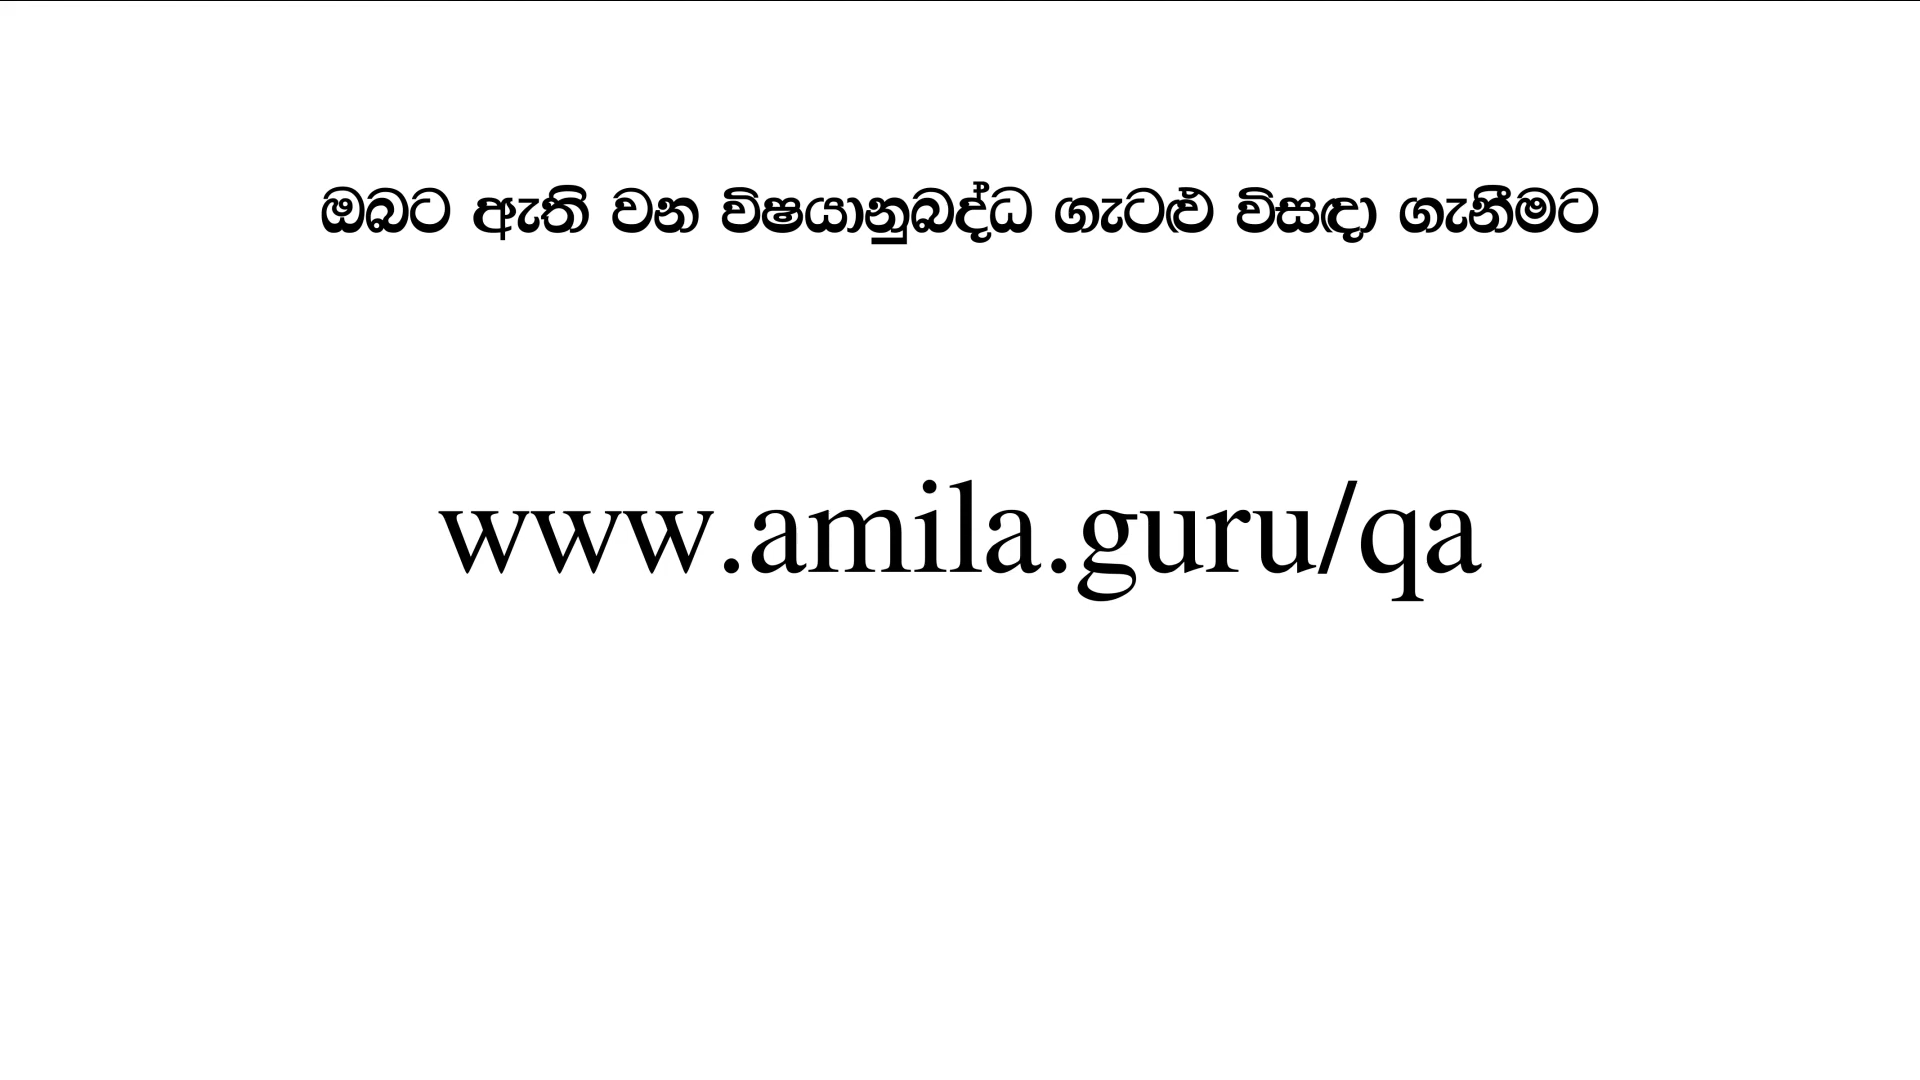 ඔබට ඇති වන විෂයානුබද්ධ ගැටළු විසඳා ගැනීමට
www.amila.guru/qa